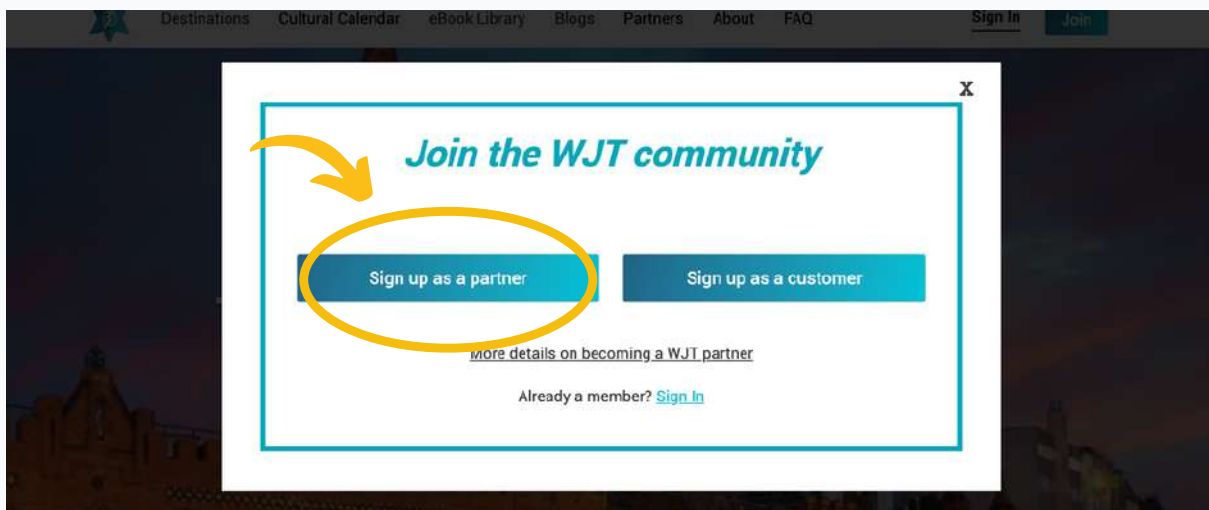 Destinations Cultural Calendar eBook Library Blogs Partners About FAQ Sign In Join
X
Join the WJT community
Sign up as a partner Sign up as a customer
More details on becoming a WJT partner
Already a member? Sign In